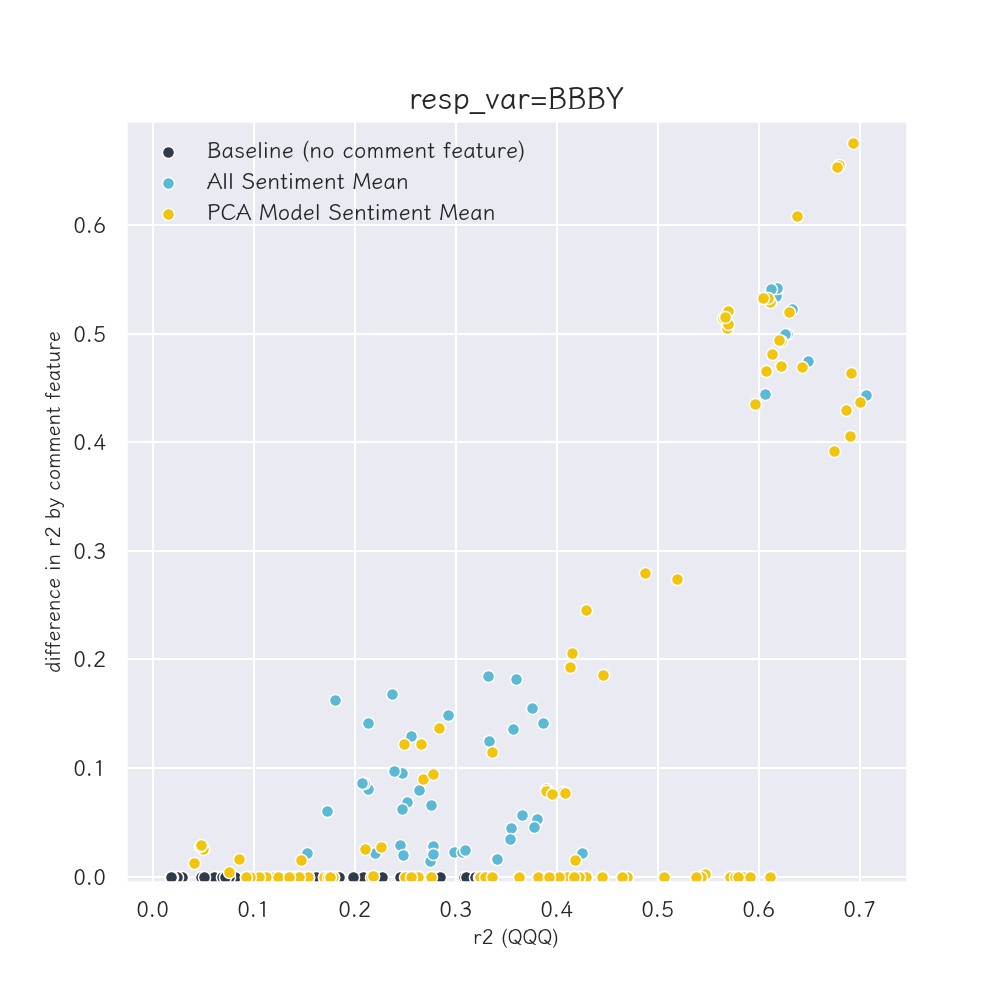 resp_var=BBBY
Baseline (no comment feature)
All Sentiment Mean
PCA Model Sentiment Mean
difference in r2 by comment feature
0.6
0.5
0.4
0.3
0.2
0.1
0.0
0.0 0.1 0.2 0.3 0.4 0.5 0.6 0.7
r2 (QQQ)